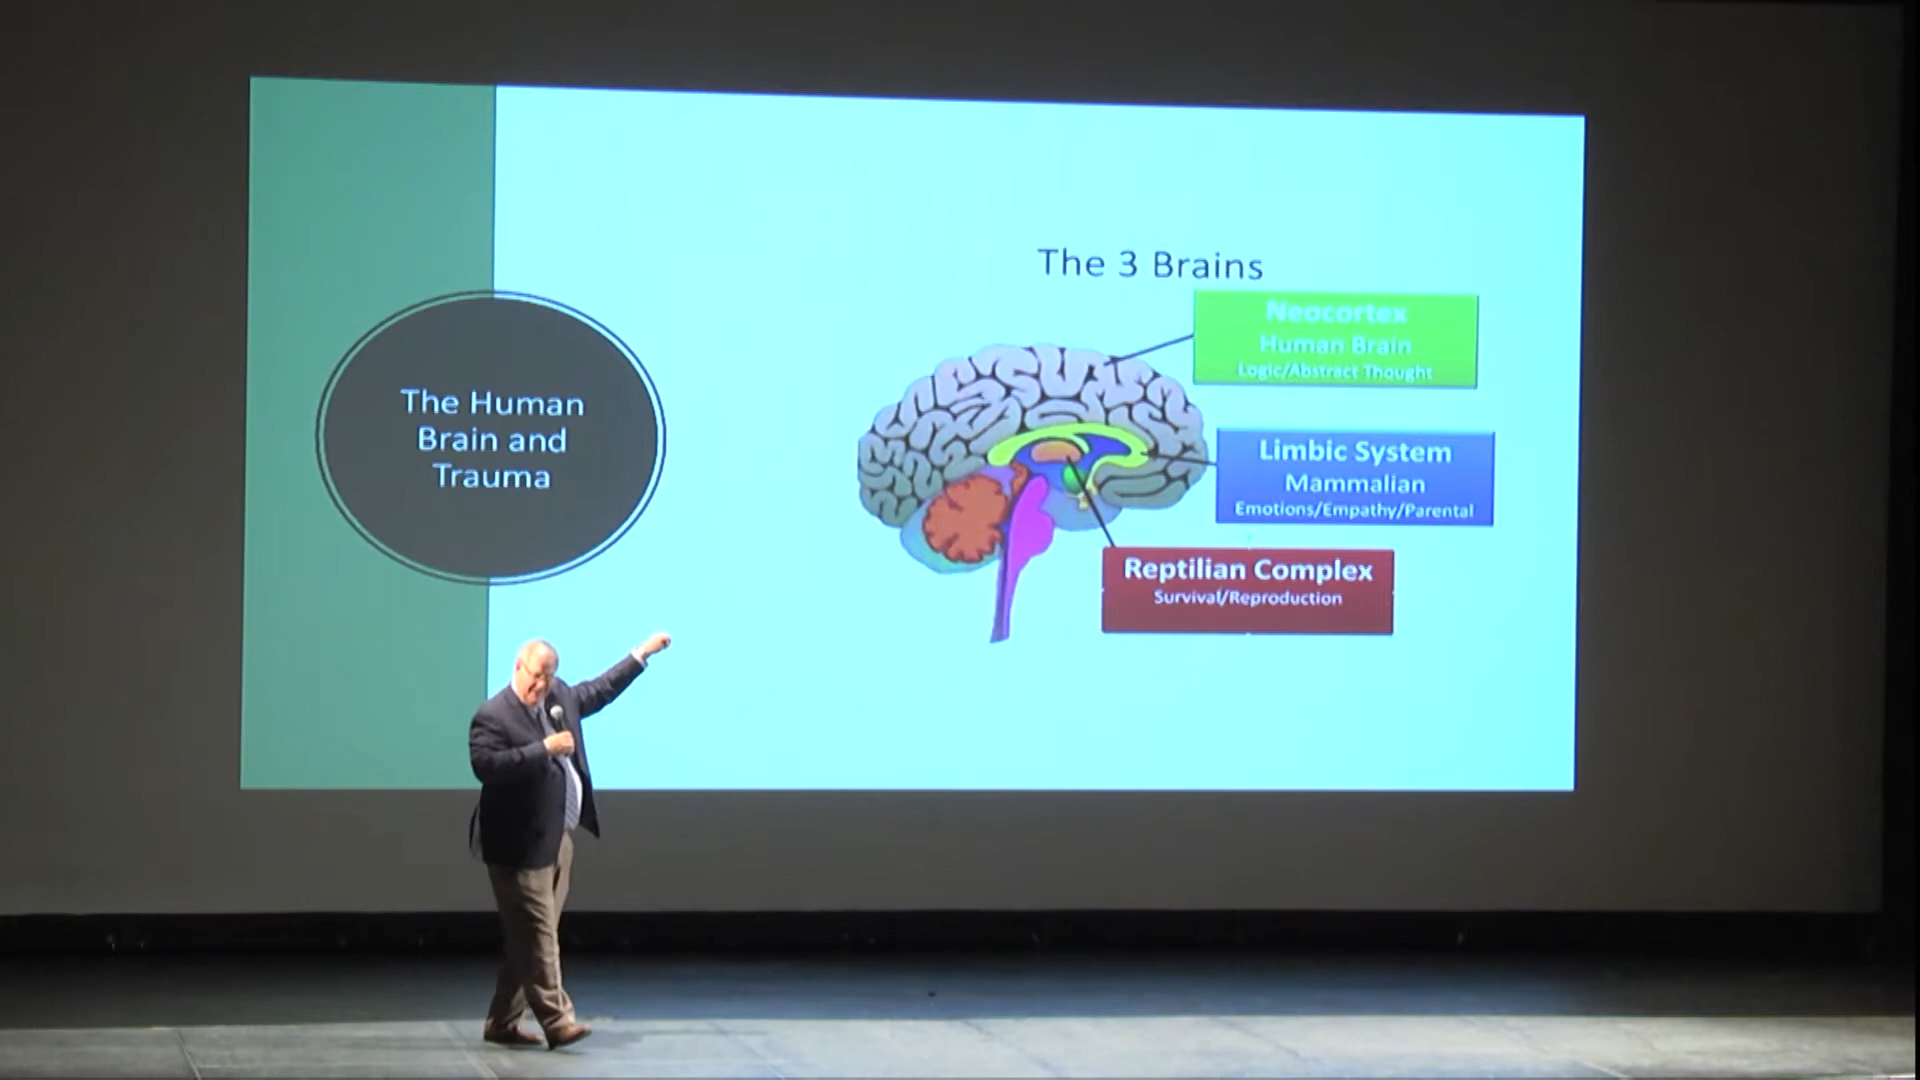 The Human
Brain and
Trauma
The 3 Brains
Neocortex
Human Brain
Logic/Abstract Thought
Limbic System
Mammalian
Emotions/Empathy/Parental
Reptilian Complex
Survival/Reproduction